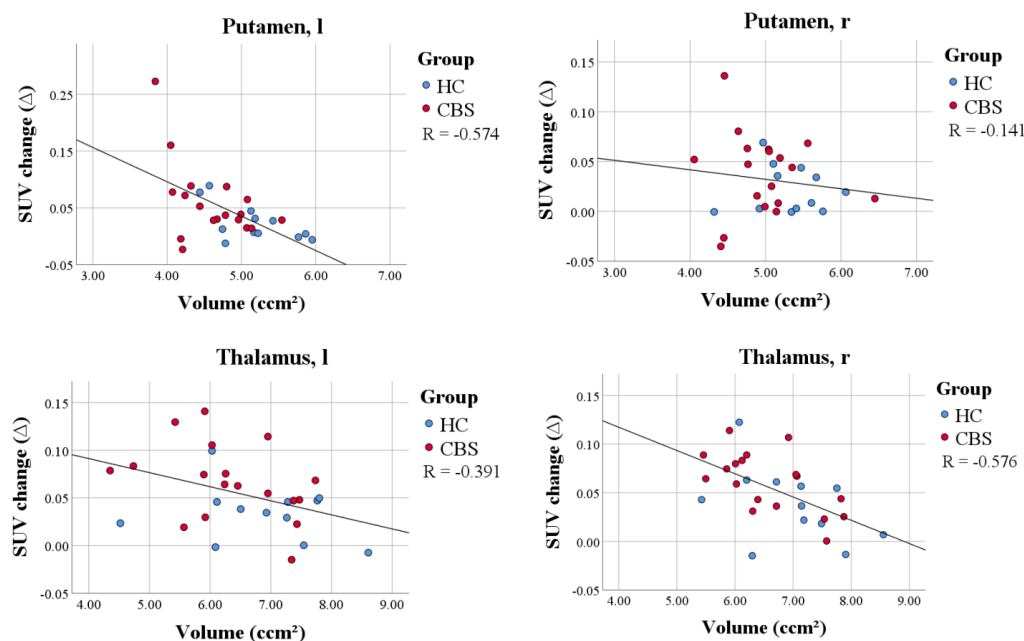 Putamen, l
SUV change (Δ)
0.25
0.15
0.05
-0.05
3.00 4.00 5.00 6.00 7.00
Volume (ccm²)
Group
HC
CBS
R = -0.574
Putamen, r
SUV change (Δ)
0.15
0.10
0.05
0.00
-0.05
3.00 4.00 5.00 6.00 7.00
Volume (ccm²)
Group
HC
CBS
R = -0.141
Thalamus, l
SUV change (Δ)
0.15
0.10
0.05
0.00
-0.05
4.00 5.00 6.00 7.00 8.00 9.00
Volume (ccm²)
Group
HC
CBS
R = -0.391
Thalamus, r
SUV change (Δ)
0.15
0.10
0.05
0.00
-0.05
4.00 5.00 6.00 7.00 8.00 9.00
Volume (ccm²)
Group
HC
CBS
R = -0.576